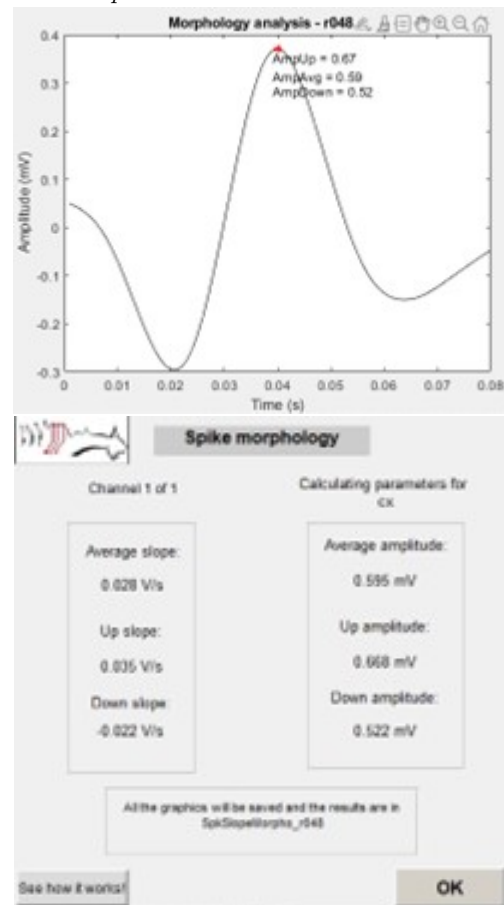 Morphology analysis - r048
0.4
0.3
0.2
0.1
0
-0.1
-0.2
-0.3
Amplitude (mV)
AmpUp = 0.67
AmpAvg = 0.59
AmpDown = 0.52
0 0.01 0.02 0.03 0.04 0.05 0.06 0.07 0.08
Time (s)
Spike morphology
Channel 1 of 1
Calculating parameters for
cx
Average slope:
0.028 V/s
Up slope:
0.035 V/s
Down slope:
-0.022 V/s
Average amplitude:
0.595 mV
Up amplitude:
0.668 mV
Down amplitude:
0.522 mV
All the graphics will be saved and the results are in
SpkSlopeMorpho_r048
See how it works!
OK